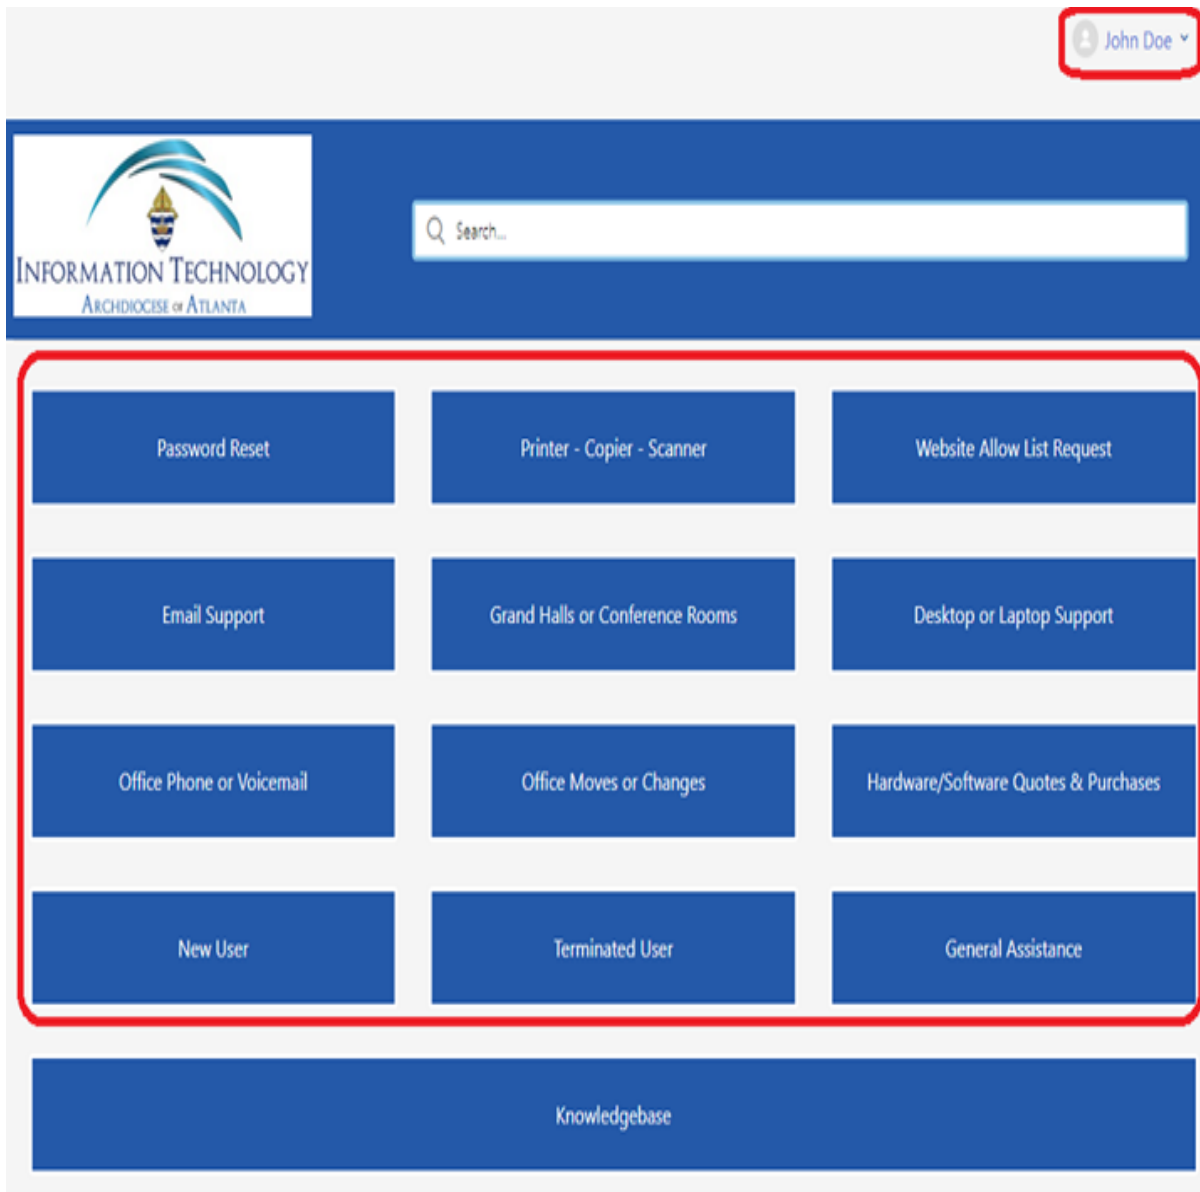 John Doe
INFORMATION TECHNOLOGY
ARCHDIOCESE OF ATLANTA
Search...
Password Reset
Printer - Copier - Scanner
Website Allow List Request
Email Support
Grand Halls or Conference Rooms
Desktop or Laptop Support
Office Phone or Voicemail
Office Moves or Changes
Hardware/Software Quotes & Purchases
New User
Terminated User
General Assistance
Knowledgebase